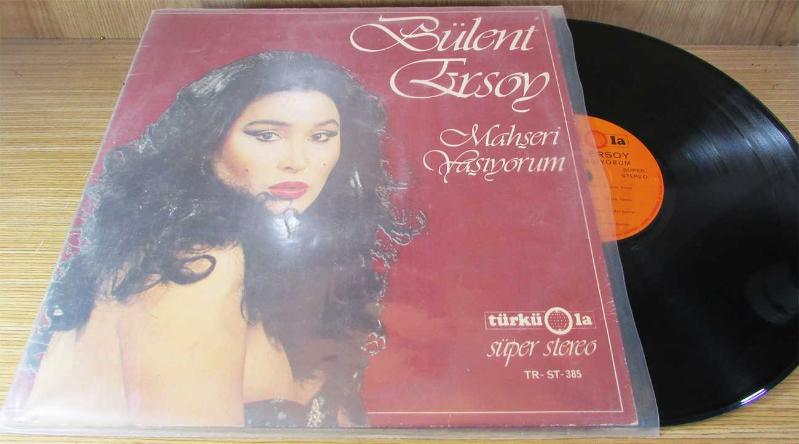 Bülent
Ersoy
Mahşeri
Yaşıyorum
türkü la
süper stereo
TR-ST-385
la
ERSOY
YORUM
SÜPER
STEREO